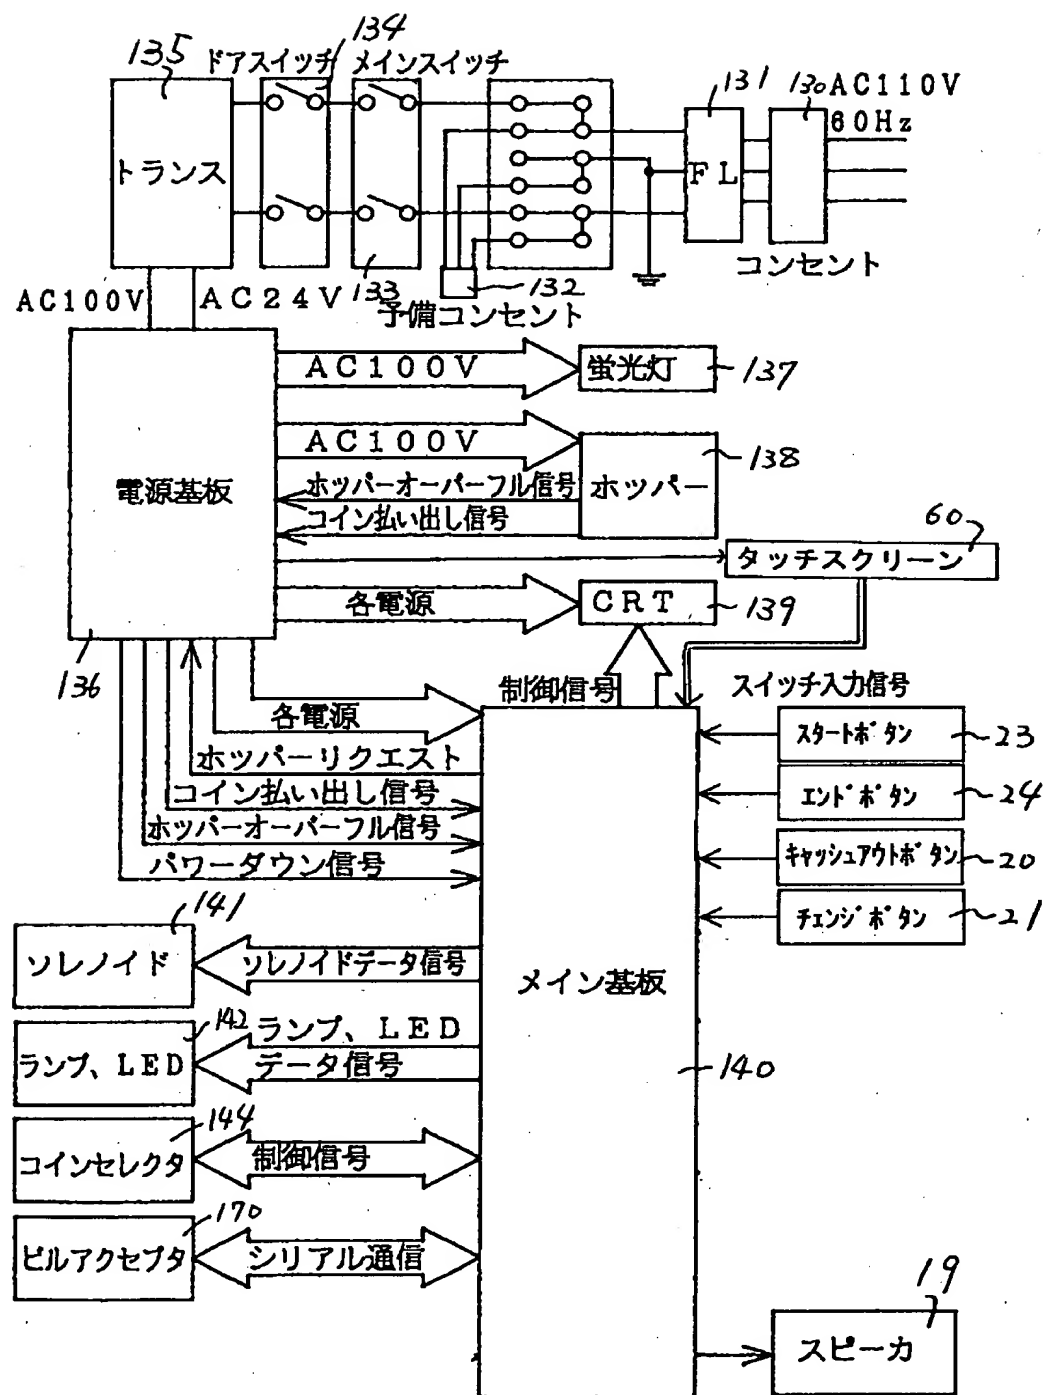 135
ドアスイッチ
134
メインスイッチ
131
130
AC110V
60Hz
トランス
FL
コンセント
AC100V
AC24V
133
132
予備コンセント
AC100V
蛍光灯
137
AC100V
電源基板
ホッパーオーバーフル信号
コイン払い出し信号
ホッパー
138
60
タッチスクリーン
各電源
CRT
139
136
制御信号
スイッチ入力信号
各電源
ホッパーリクエスト
コイン払い出し信号
ホッパーオーバーフル信号
パワーダウン信号
スタートボタン
23
エンドボタン
24
キャッシュアウトボタン
20
チェンジボタン
21
141
ソレノイド
ソレノイドデータ信号
メイン基板
142
ランプ、LED
ランプ、LED
データ信号
140
144
コインセレクタ
制御信号
170
ビルアクセプタ
シリアル通信
19
スピーカ